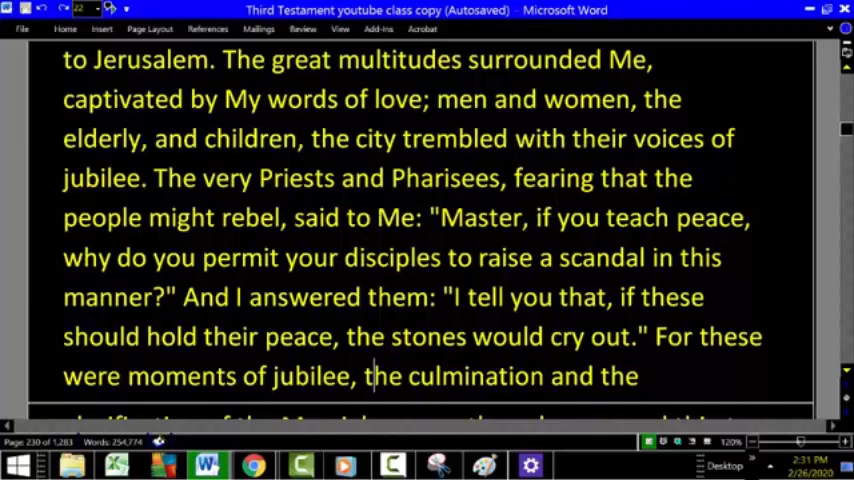 Third Testament youtube class copy (Autosaved) - Microsoft Word
22
File Home Insert Page Layout References Mailings Review View Add-Ins Acrobat
to Jerusalem. The great multitudes surrounded Me,
captivated by My words of love; men and women, the
elderly, and children, the city trembled with their voices of
jubilee. The very Priests and Pharisees, fearing that the
people might rebel, said to Me: "Master, if you teach peace,
why do you permit your disciples to raise a scandal in this
manner?" And I answered them: "I tell you that, if these
should hold their peace, the stones would cry out." For these
were moments of jubilee, the culmination and the
Page: 230 of 1,283 Words: 254,774 120%
Desktop 2:31 PM
2/26/2020